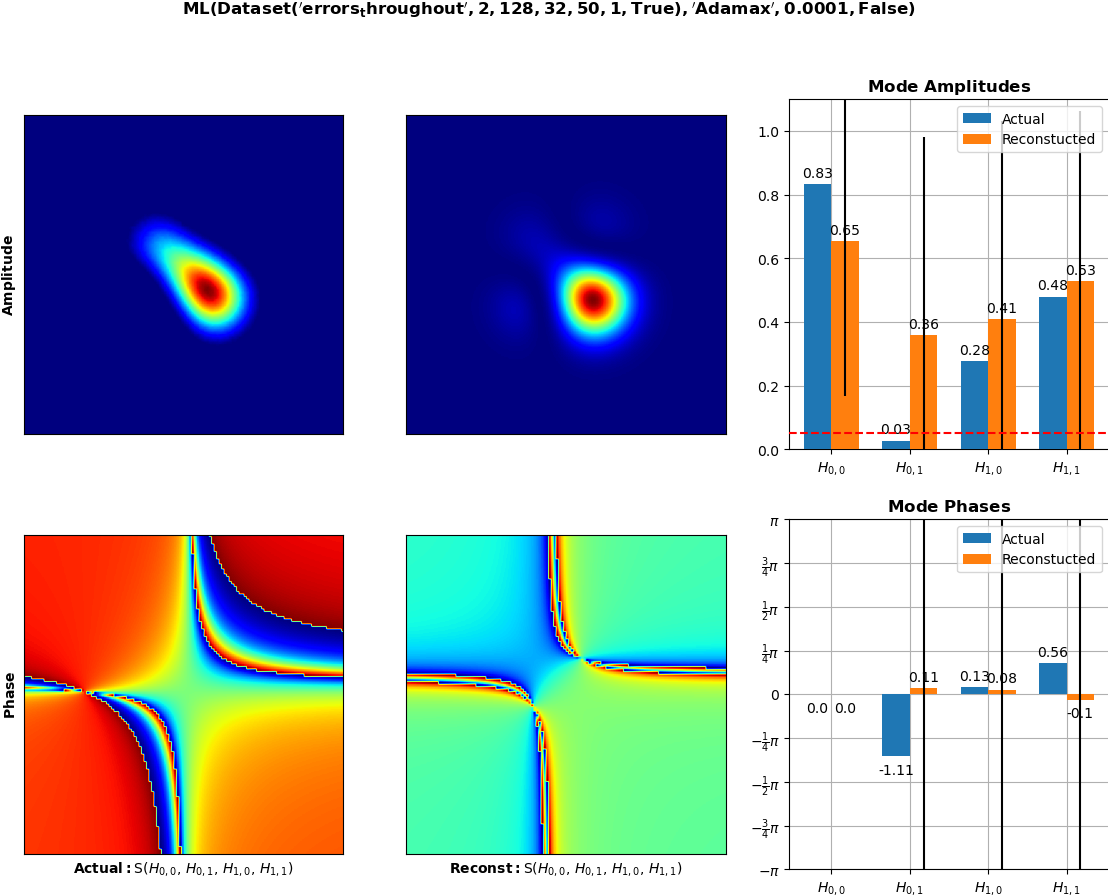 ML(Dataset('errors_throughout', 2, 128, 32, 50, 1, True), 'Adamax', 0.0001, False)
Amplitude
Mode Amplitudes
Actual
Reconstucted
1.0
0.8
0.6
0.4
0.2
0.0
0.83
0.65
0.03
0.36
0.28
0.41
0.48
0.53
H0,0
H0,1
H1,0
H1,1
Phase
Actual: S(H0,0, H0,1, H1,0, H1,1)
Reconst: S(H0,0, H0,1, H1,0, H1,1)
Mode Phases
Actual
Reconstucted
π
3/4π
1/2π
1/4π
0
−1/4π
−1/2π
−3/4π
−π
0.0
0.0
-1.11
0.11
0.13
0.08
0.56
-0.1
H0,0
H0,1
H1,0
H1,1